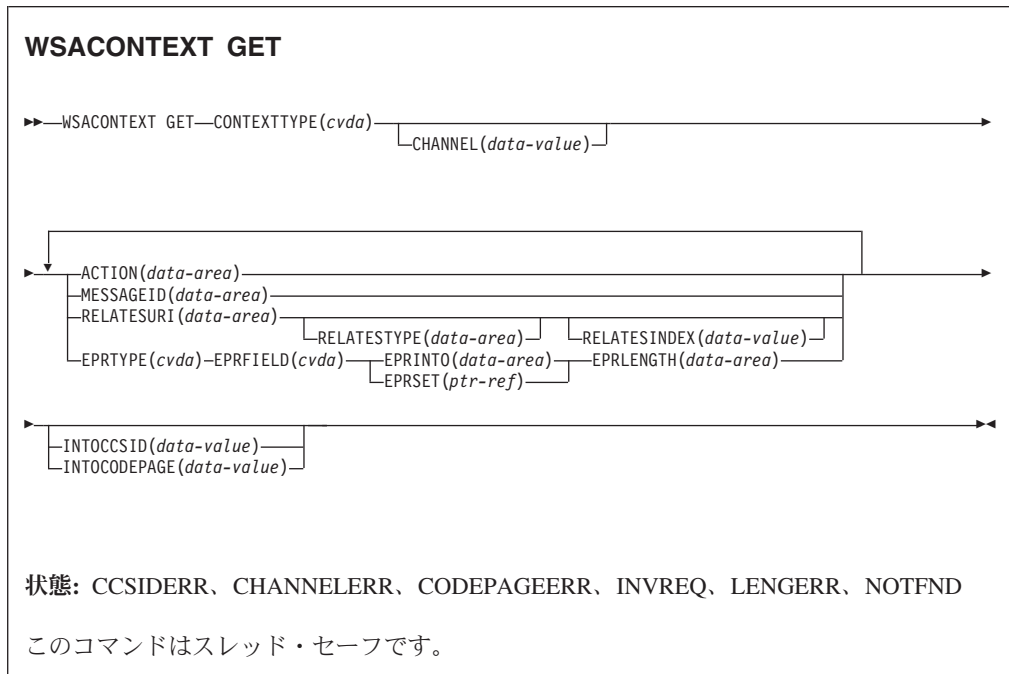 WSACONTEXT GET
WSACONTEXT GET CONTEXTTYPE(cvda)
CHANNEL(data-value)
ACTION(data-area)
MESSAGEID(data-area)
RELATESURI(data-area)
RELATESTYPE(data-area) RELATESINDEX(data-value)
EPRTYPE(cvda) EPRFIELD(cvda) EPRINTO(data-area) EPRLENGTH(data-area)
EPRSET(ptr-ref)
INTOCCSID(data-value)
INTOCODEPAGE(data-value)
状態: CCSIDERR、CHANNELERR、CODEPAGEERR、INVREQ、LENGERR、NOTFND
このコマンドはスレッド・セーフです。